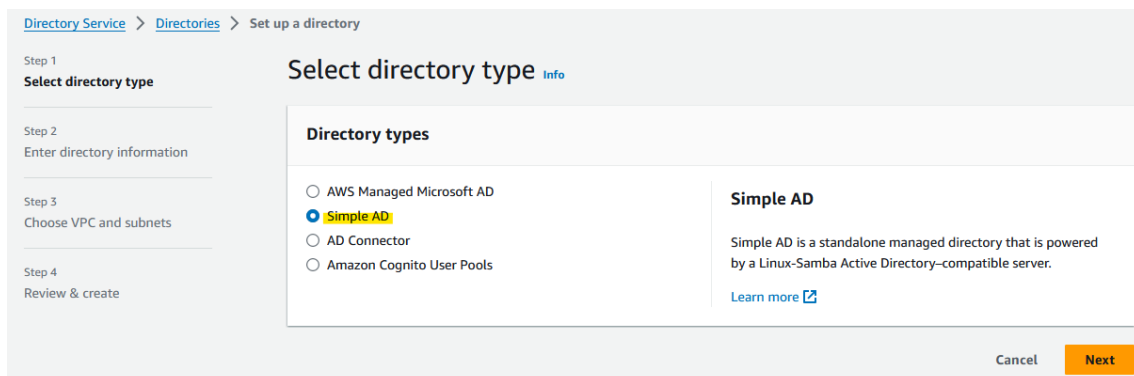 Directory Service > Directories > Set up a directory
Step 1
Select directory type
Step 2
Enter directory information
Step 3
Choose VPC and subnets
Step 4
Review & create
Select directory type Info
Directory types
AWS Managed Microsoft AD
Simple AD
AD Connector
Amazon Cognito User Pools
Simple AD
Simple AD is a standalone managed directory that is powered
by a Linux-Samba Active Directory–compatible server.
Learn more
Cancel
Next